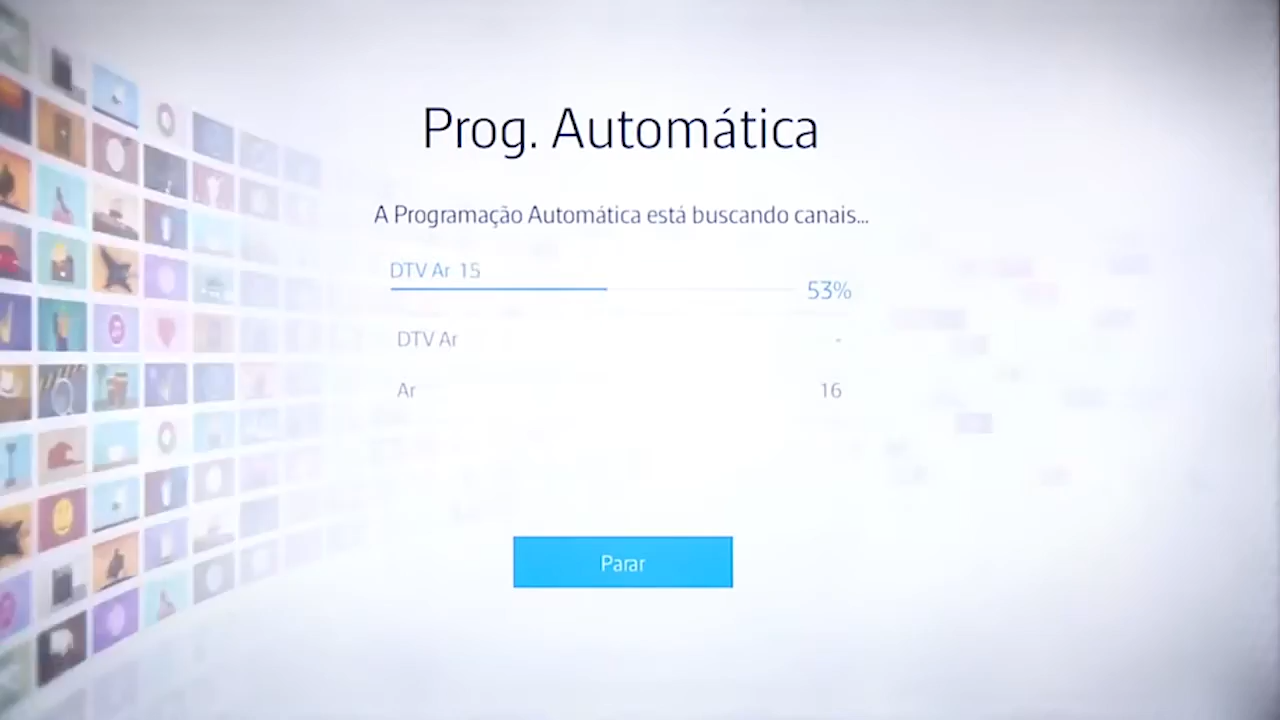 Prog. Automática
A Programação Automática está buscando canais...
DTV Ar 15
53%
DTV Ar -
Ar 16
Parar